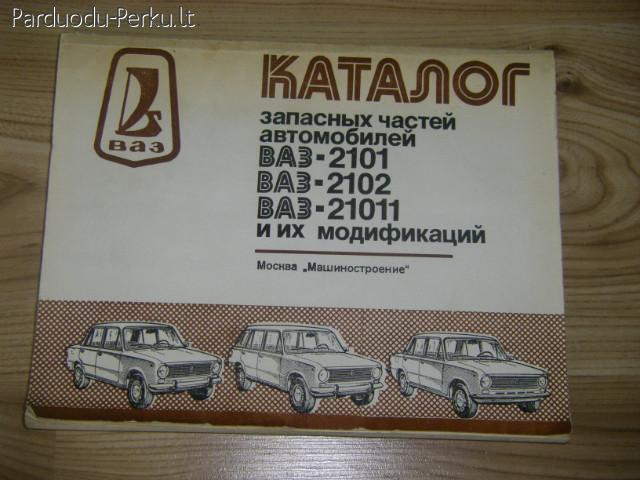 Parduodu-Perku.lt
ВАЗ
КАТАЛОГ
запасных частей
автомобилей
ВАЗ-2101
ВАЗ-2102
ВАЗ-21011
и их модификаций
Москва „Машиностроение“